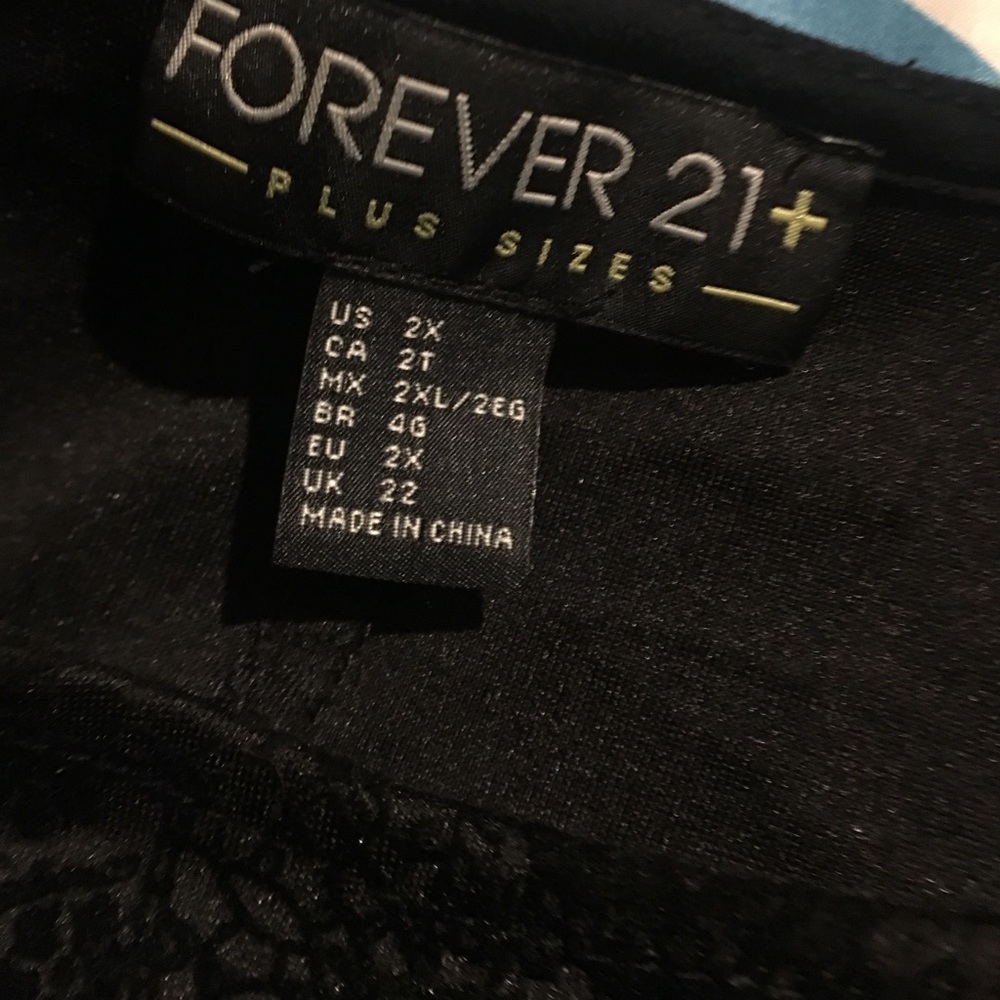 FOREVER 21+
PLUS SIZES
US 2X
CA 2T
MX 2XL/2EG
BR 4G
EU 2X
UK 22
MADE IN CHINA